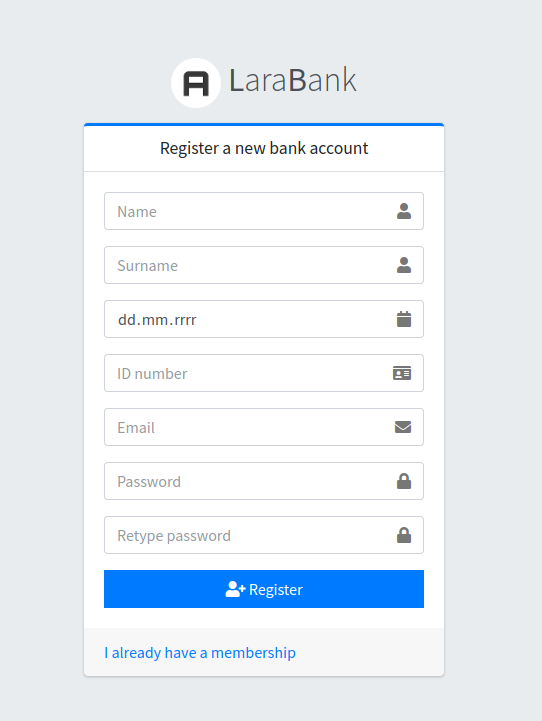 LaraBank
Register a new bank account
Name
Surname
dd.mm.rrrr
ID number
Email
Password
Retype password
Register
I already have a membership